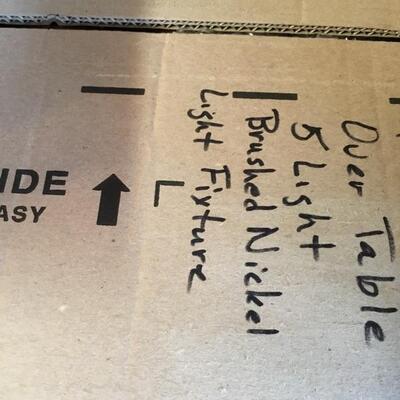 Over Table
5 Light
Brushed Nickel
Light Fixture
L
IDE
ASY